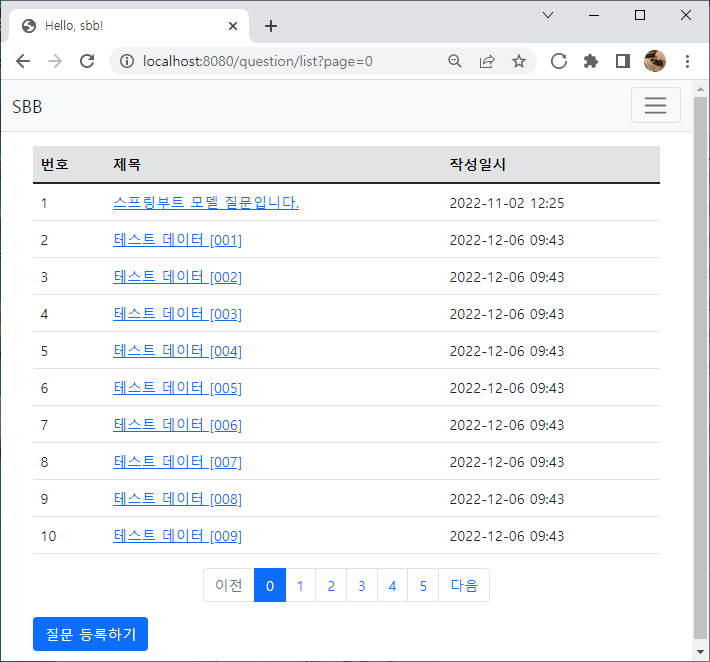 Hello, sbb!
localhost:8080/question/list?page=0
SBB
번호 제목 작성일시
1 스프링부트 모델 질문입니다. 2022-11-02 12:25
2 테스트 데이터 [001] 2022-12-06 09:43
3 테스트 데이터 [002] 2022-12-06 09:43
4 테스트 데이터 [003] 2022-12-06 09:43
5 테스트 데이터 [004] 2022-12-06 09:43
6 테스트 데이터 [005] 2022-12-06 09:43
7 테스트 데이터 [006] 2022-12-06 09:43
8 테스트 데이터 [007] 2022-12-06 09:43
9 테스트 데이터 [008] 2022-12-06 09:43
10 테스트 데이터 [009] 2022-12-06 09:43
이전 0 1 2 3 4 5 다음
질문 등록하기